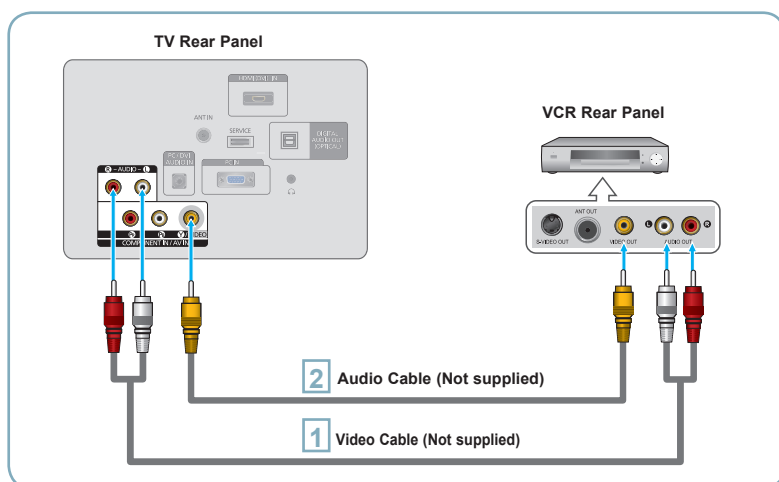 TV Rear Panel
HDMI/DVI IN
ANT IN
SERVICE
DIGITAL
AUDIO OUT
(OPTICAL)
PC / DVI
AUDIO IN
PC IN
R - AUDIO - L
COMPONENT IN / AV IN
VCR Rear Panel
ANT OUT
S-VIDEO OUT
VIDEO OUT
L
R
AUDIO OUT
2 Audio Cable (Not supplied)
1 Video Cable (Not supplied)